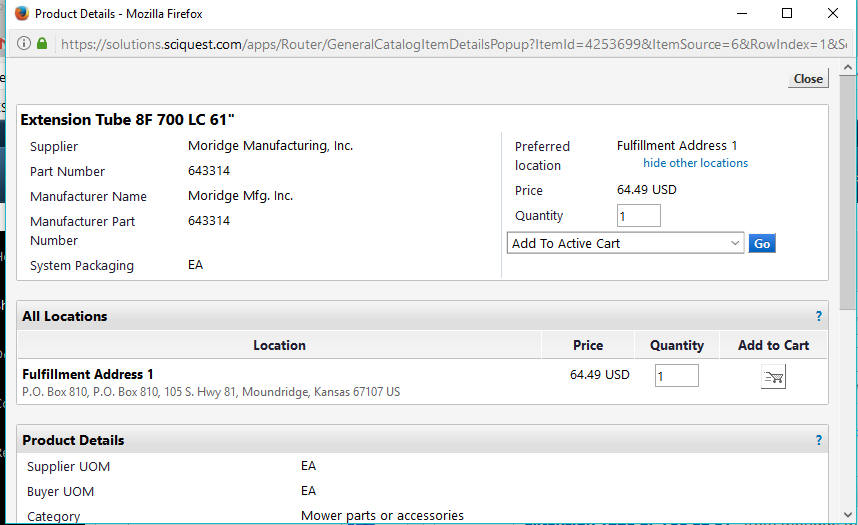 Product Details - Mozilla Firefox
https://solutions.sciquest.com/apps/Router/GeneralCatalogItemDetailsPopup?ItemId=4253699&ItemSource=6&RowIndex=1&S
Close
Extension Tube 8F 700 LC 61"
Supplier Moridge Manufacturing, Inc.
Part Number 643314
Manufacturer Name Moridge Mfg. Inc.
Manufacturer Part Number 643314
System Packaging EA
Preferred location Fulfillment Address 1
hide other locations
Price 64.49 USD
Quantity 1
Add To Active Cart Go
All Locations ?
Location Price Quantity Add to Cart
Fulfillment Address 1 64.49 USD 1
P.O. Box 810, P.O. Box 810, 105 S. Hwy 81, Moundridge, Kansas 67107 US
Product Details ?
Supplier UOM EA
Buyer UOM EA
Category Mower parts or accessories